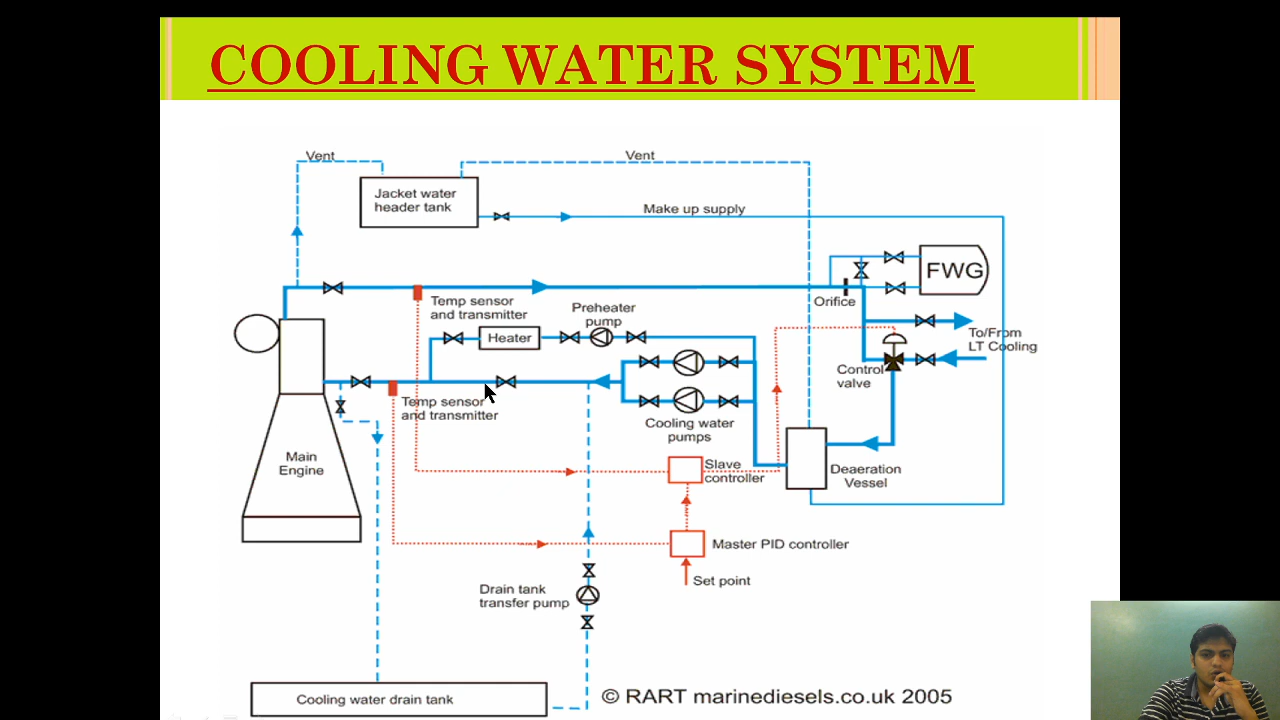 COOLING WATER SYSTEM
Vent
Vent
Jacket water
header tank
Make up supply
FWG
Orifice
Temp sensor
and transmitter
Preheater
pump
Heater
To/From
LT Cooling
Control
valve
Temp sensor
and transmitter
Cooling water
pumps
Main
Engine
Slave
controller
Deaeration
Vessel
Master PID controller
Set point
Drain tank
transfer pump
Cooling water drain tank
© RART marinediesels.co.uk 2005